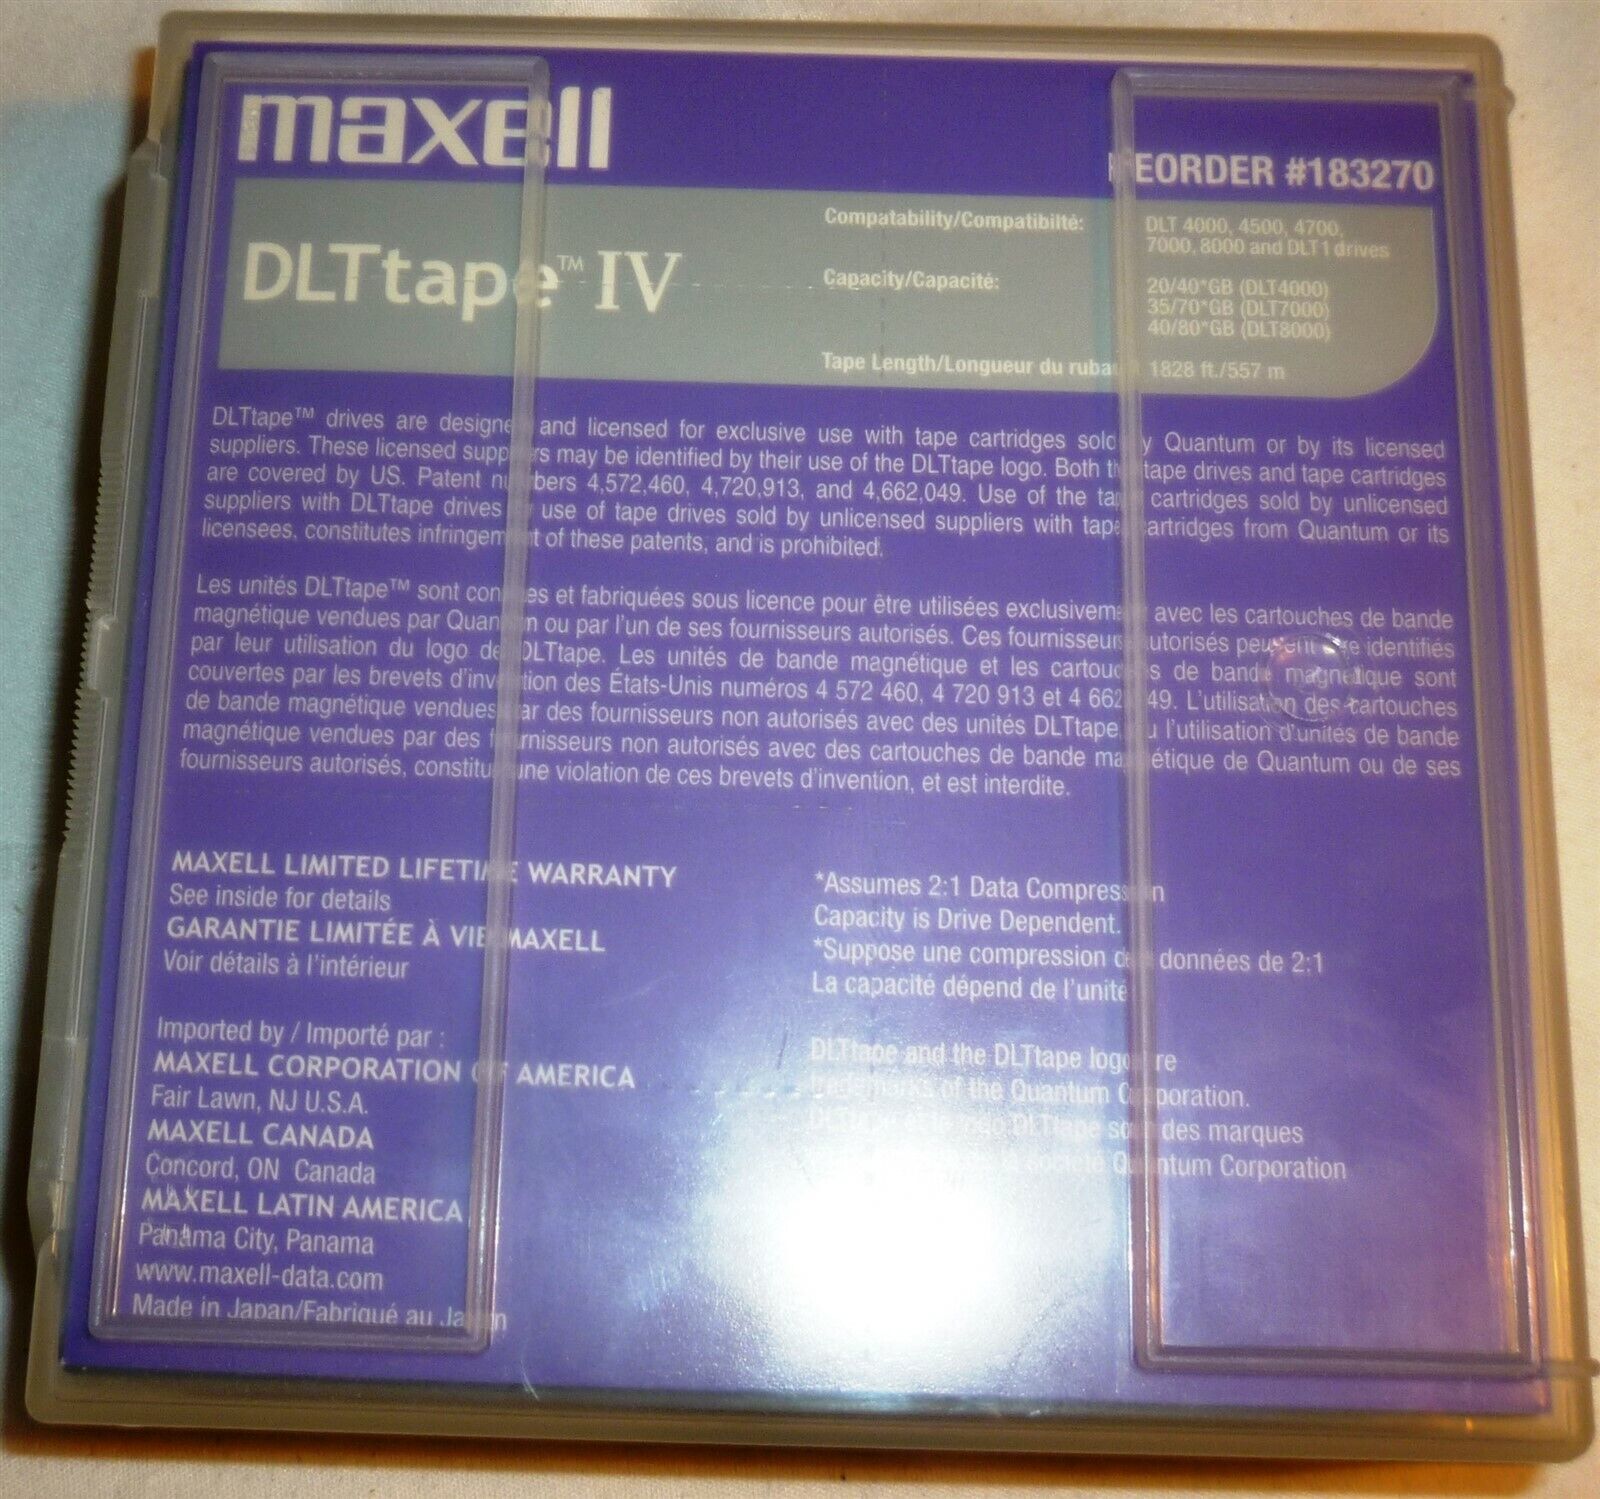 maxell
REORDER #183270
DLTtape™ IV
Compatability/Compatibilté: DLT 4000, 4500, 4700,
7000, 8000 and DLT1 drives
Capacity/Capacité: 20/40*GB (DLT4000)
35/70*GB (DLT7000)
40/80*GB (DLT8000)
Tape Length/Longueur du ruban 1828 ft./557 m
DLTtape™ drives are designed and licensed for exclusive use with tape cartridges sold by Quantum or by its licensed
suppliers. These licensed suppliers may be identified by their use of the DLTtape logo. Both the tape drives and tape cartridges
are covered by US. Patent numbers 4,572,460, 4,720,913, and 4,662,049. Use of the tape cartridges sold by unlicensed
suppliers with DLTtape drives or use of tape drives sold by unlicensed suppliers with tape cartridges from Quantum or its
licensees, constitutes infringement of these patents, and is prohibited.
Les unités DLTtape™ sont conçues et fabriquées sous licence pour être utilisées exclusivement avec les cartouches de bande
magnétique vendues par Quantum ou par l'un de ses fournisseurs autorisés. Ces fournisseurs autorisés peuvent être identifiés
par leur utilisation du logo de DLTtape. Les unités de bande magnétique et les cartouches de bande magnétique sont
couvertes par les brevets d'invention des États-Unis numéros 4 572 460, 4 720 913 et 4 662 049. L'utilisation des cartouches
de bande magnétique vendues par des fournisseurs non autorisés avec des unités DLTtape, ou l'utilisation d'unités de bande
magnétique vendues par des fournisseurs non autorisés avec des cartouches de bande magnétique de Quantum ou de ses
fournisseurs autorisés, constitue une violation de ces brevets d'invention, et est interdite.
MAXELL LIMITED LIFETIME WARRANTY
See inside for details
GARANTIE LIMITÉE À VIE MAXELL
Voir détails à l'intérieur
Imported by / Importé par :
MAXELL CORPORATION OF AMERICA
Fair Lawn, NJ U.S.A.
MAXELL CANADA
Concord, ON Canada
MAXELL LATIN AMERICA
Panama City, Panama
www.maxell-data.com
Made in Japan/Fabriqué au Japon
*Assumes 2:1 Data Compression
Capacity is Drive Dependent.
*Suppose une compression de données de 2:1
La capacité dépend de l'unité
DLTtape and the DLTtape logo are
trademarks of the Quantum Corporation.
DLTtape et le logo DLTtape sont des marques
de la Société Quantum Corporation